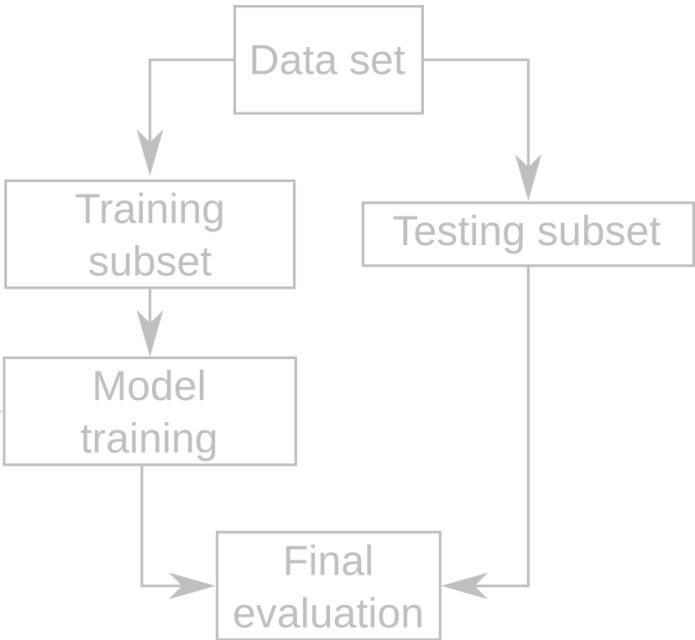 Data set
Training
subset
Testing subset
Model
training
Final
evaluation